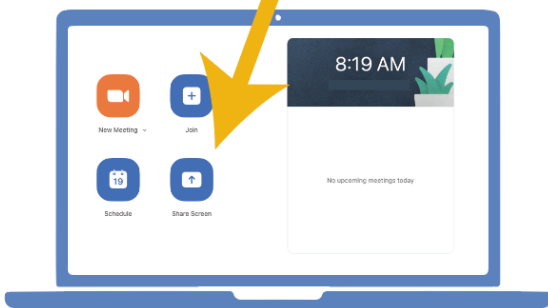 8:19 AM
New Meeting
Join
19
Schedule
Share Screen
No upcoming meetings today